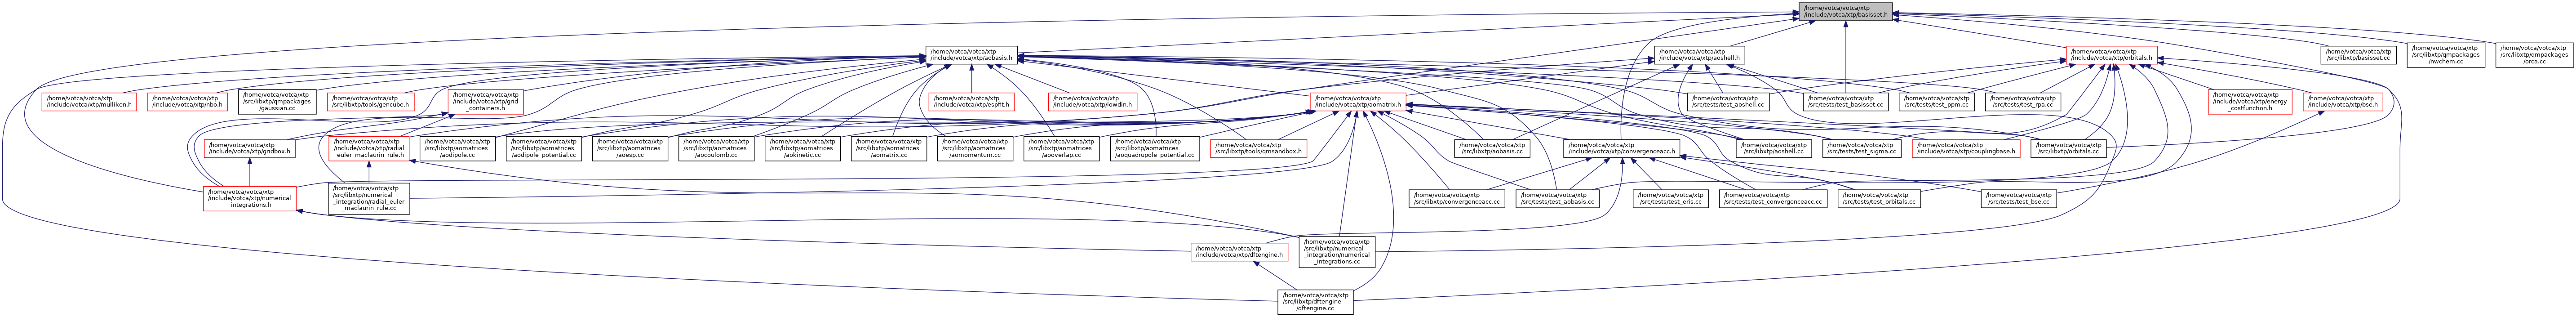 /home/votca/votca/xtp
/include/votca/xtp/basisset.h
/home/votca/votca/xtp
/include/votca/xtp/aobasis.h
/home/votca/votca/xtp
/include/votca/xtp/aoshell.h
/home/votca/votca/xtp
/include/votca/xtp/orbitals.h
/home/votca/votca/xtp
/src/libxtp/basisset.cc
/home/votca/votca/xtp
/src/libxtp/qmpackages
/nwchem.cc
/home/votca/votca/xtp
/src/libxtp/qmpackages
/orca.cc
/home/votca/votca/xtp
/include/votca/xtp/mulliken.h
/home/votca/votca/xtp
/include/votca/xtp/nbo.h
/home/votca/votca/xtp
/src/libxtp/qmpackages
/gaussian.cc
/home/votca/votca/xtp
/src/libxtp/tools/gencube.h
/home/votca/votca/xtp
/include/votca/xtp/grid
_containers.h
/home/votca/votca/xtp
/include/votca/xtp/espfit.h
/home/votca/votca/xtp
/include/votca/xtp/lowdin.h
/home/votca/votca/xtp
/include/votca/xtp/aomatrix.h
/home/votca/votca/xtp
/src/tests/test_aoshell.cc
/home/votca/votca/xtp
/src/tests/test_basisset.cc
/home/votca/votca/xtp
/src/tests/test_ppm.cc
/home/votca/votca/xtp
/src/tests/test_rpa.cc
/home/votca/votca/xtp
/include/votca/xtp/energy
_costfunction.h
/home/votca/votca/xtp
/include/votca/xtp/bse.h
/home/votca/votca/xtp
/include/votca/xtp/gridbox.h
/home/votca/votca/xtp
/include/votca/xtp/radial
_euler_maclaurin_rule.h
/home/votca/votca/xtp
/src/libxtp/aomatrices
/aodipole.cc
/home/votca/votca/xtp
/src/libxtp/aomatrices
/aodipole_potential.cc
/home/votca/votca/xtp
/src/libxtp/aomatrices
/aoesp.cc
/home/votca/votca/xtp
/src/libxtp/aomatrices
/aocoulomb.cc
/home/votca/votca/xtp
/src/libxtp/aomatrices
/aokinetic.cc
/home/votca/votca/xtp
/src/libxtp/aomatrices
/aomatrix.cc
/home/votca/votca/xtp
/src/libxtp/aomatrices
/aomomentum.cc
/home/votca/votca/xtp
/src/libxtp/aomatrices
/aooverlap.cc
/home/votca/votca/xtp
/src/libxtp/aomatrices
/aoquadrupole_potential.cc
/home/votca/votca/xtp
/src/libxtp/tools/qmsandbox.h
/home/votca/votca/xtp
/src/libxtp/aobasis.cc
/home/votca/votca/xtp
/include/votca/xtp/convergenceacc.h
/home/votca/votca/xtp
/src/libxtp/aoshell.cc
/home/votca/votca/xtp
/src/tests/test_sigma.cc
/home/votca/votca/xtp
/include/votca/xtp/couplingbase.h
/home/votca/votca/xtp
/src/libxtp/orbitals.cc
/home/votca/votca/xtp
/include/votca/xtp/numerical
_integrations.h
/home/votca/votca/xtp
/src/libxtp/numerical
_integration/radial_euler
_maclaurin_rule.cc
/home/votca/votca/xtp
/src/libxtp/convergenceacc.cc
/home/votca/votca/xtp
/src/tests/test_aobasis.cc
/home/votca/votca/xtp
/src/tests/test_eris.cc
/home/votca/votca/xtp
/src/tests/test_convergenceacc.cc
/home/votca/votca/xtp
/src/tests/test_orbitals.cc
/home/votca/votca/xtp
/src/tests/test_bse.cc
/home/votca/votca/xtp
/include/votca/xtp/dftengine.h
/home/votca/votca/xtp
/src/libxtp/numerical
_integration/numerical
_integrations.cc
/home/votca/votca/xtp
/src/libxtp/dftengine
/dftengine.cc